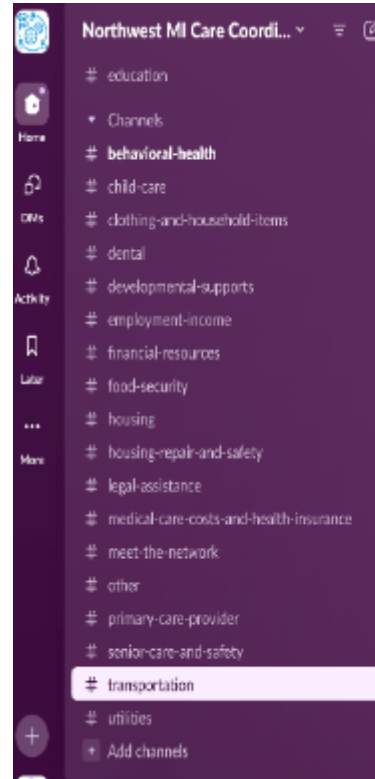 Northwest MI Care Coordi...
# education
Home
Channels
# behavioral-health
# child-care
DMs
# clothing-and-household-items
# dental
Activity
# developmental-supports
# employment-income
# financial-resources
Later
# food-security
# housing
More
# housing-repair-and-safety
# legal-assistance
# medical-care-costs-and-health-insurance
# meet-the-network
# other
# primary-care-provider
# senior-care-and-safety
# transportation
# utilities
+ Add channels